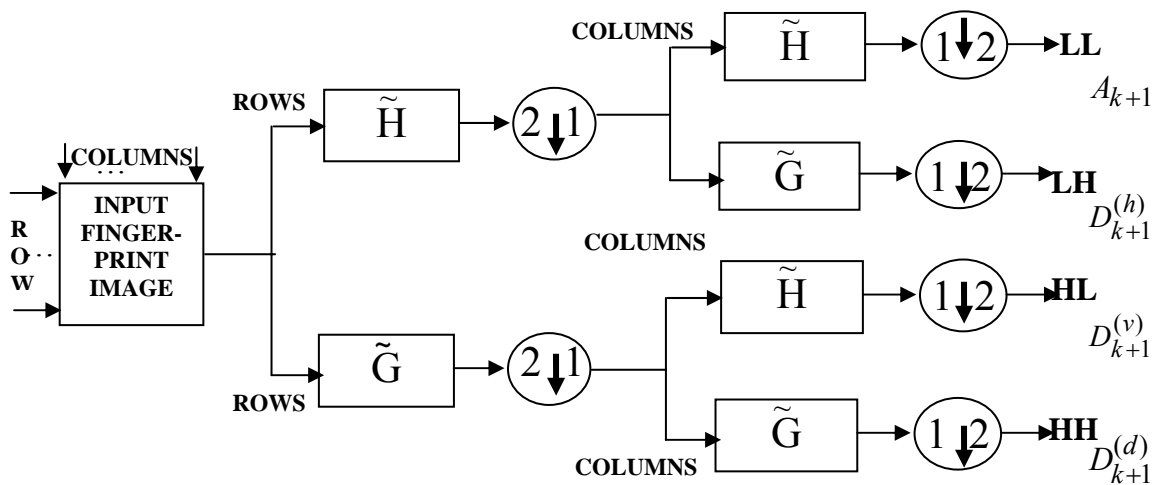 COLUMNS
H̃
1↓2
LL
A_{k+1}
ROWS
H̃
2↓1
G̃
1↓2
LH
D_{k+1}^{(h)}
COLUMNS
...
R
O ...
W
INPUT
FINGER-
PRINT
IMAGE
COLUMNS
H̃
1↓2
HL
D_{k+1}^{(v)}
G̃
2↓1
ROWS
G̃
1↓2
HH
D_{k+1}^{(d)}
COLUMNS